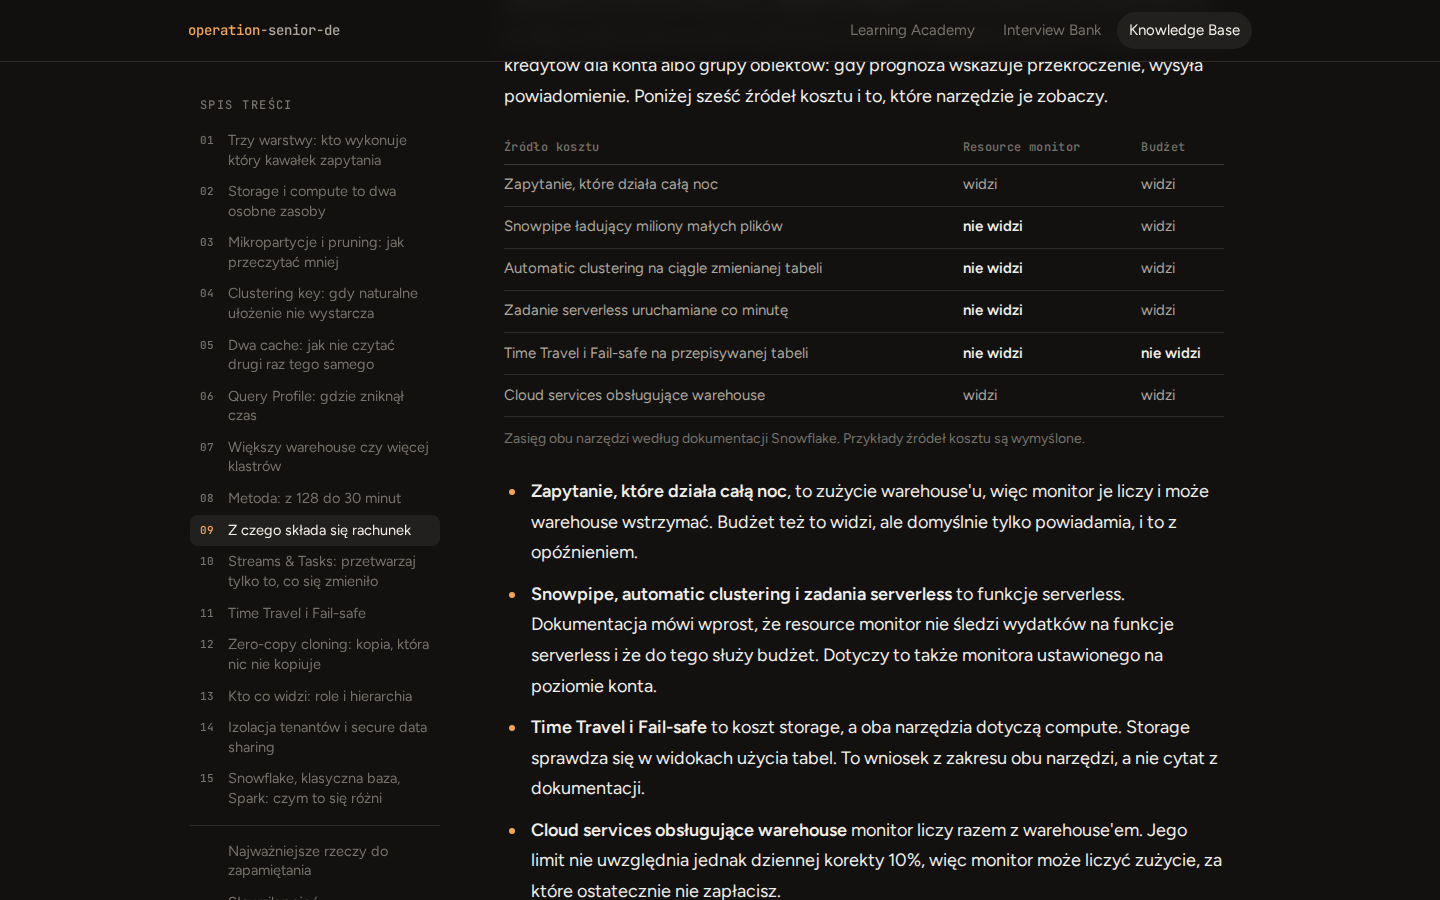 operation-senior-de
Learning Academy
Interview Bank
Knowledge Base
SPIS TREŚCI
01 Trzy warstwy: kto wykonuje
który kawałek zapytania
02 Storage i compute to dwa
osobne zasoby
03 Mikropartycje i pruning: jak
przeczytać mniej
04 Clustering key: gdy naturalne
ułożenie nie wystarcza
05 Dwa cache: jak nie czytać
drugi raz tego samego
06 Query Profile: gdzie zniknął
czas
07 Większy warehouse czy więcej
klastrów
08 Metoda: z 128 do 30 minut
09 Z czego składa się rachunek
10 Streams & Tasks: przetwarzaj
tylko to, co się zmieniło
11 Time Travel i Fail-safe
12 Zero-copy cloning: kopia, która
nic nie kopiuje
13 Kto co widzi: role i hierarchia
14 Izolacja tenantów i secure data
sharing
15 Snowflake, klasyczna baza,
Spark: czym to się różni
Najważniejsze rzeczy do
zapamiętania
kredytów dla konta albo grupy obiektów: gdy prognoza wskazuje przekroczenie, wysyła
powiadomienie. Poniżej sześć źródeł kosztu i to, które narzędzie je zobaczy.
Źródło kosztu Resource monitor Budżet
Zapytanie, które działa całą noc widzi widzi
Snowpipe ładujący miliony małych plików nie widzi widzi
Automatic clustering na ciągle zmienianej tabeli nie widzi widzi
Zadanie serverless uruchamiane co minutę nie widzi widzi
Time Travel i Fail-safe na przepisywanej tabeli nie widzi nie widzi
Cloud services obsługujące warehouse widzi widzi
Zasięg obu narzędzi według dokumentacji Snowflake. Przykłady źródeł kosztu są wymyślone.
• Zapytanie, które działa całą noc, to zużycie warehouse'u, więc monitor je liczy i może
warehouse wstrzymać. Budżet też to widzi, ale domyślnie tylko powiadamia, i to z
opóźnieniem.
• Snowpipe, automatic clustering i zadania serverless to funkcje serverless.
Dokumentacja mówi wprost, że resource monitor nie śledzi wydatków na funkcje
serverless i że do tego służy budżet. Dotyczy to także monitora ustawionego na
poziomie konta.
• Time Travel i Fail-safe to koszt storage, a oba narzędzia dotyczą compute. Storage
sprawdza się w widokach użycia tabel. To wniosek z zakresu obu narzędzi, a nie cytat z
dokumentacji.
• Cloud services obsługujące warehouse monitor liczy razem z warehouse'em. Jego
limit nie uwzględnia jednak dziennej korekty 10%, więc monitor może liczyć zużycie, za
które ostatecznie nie zapłacisz.